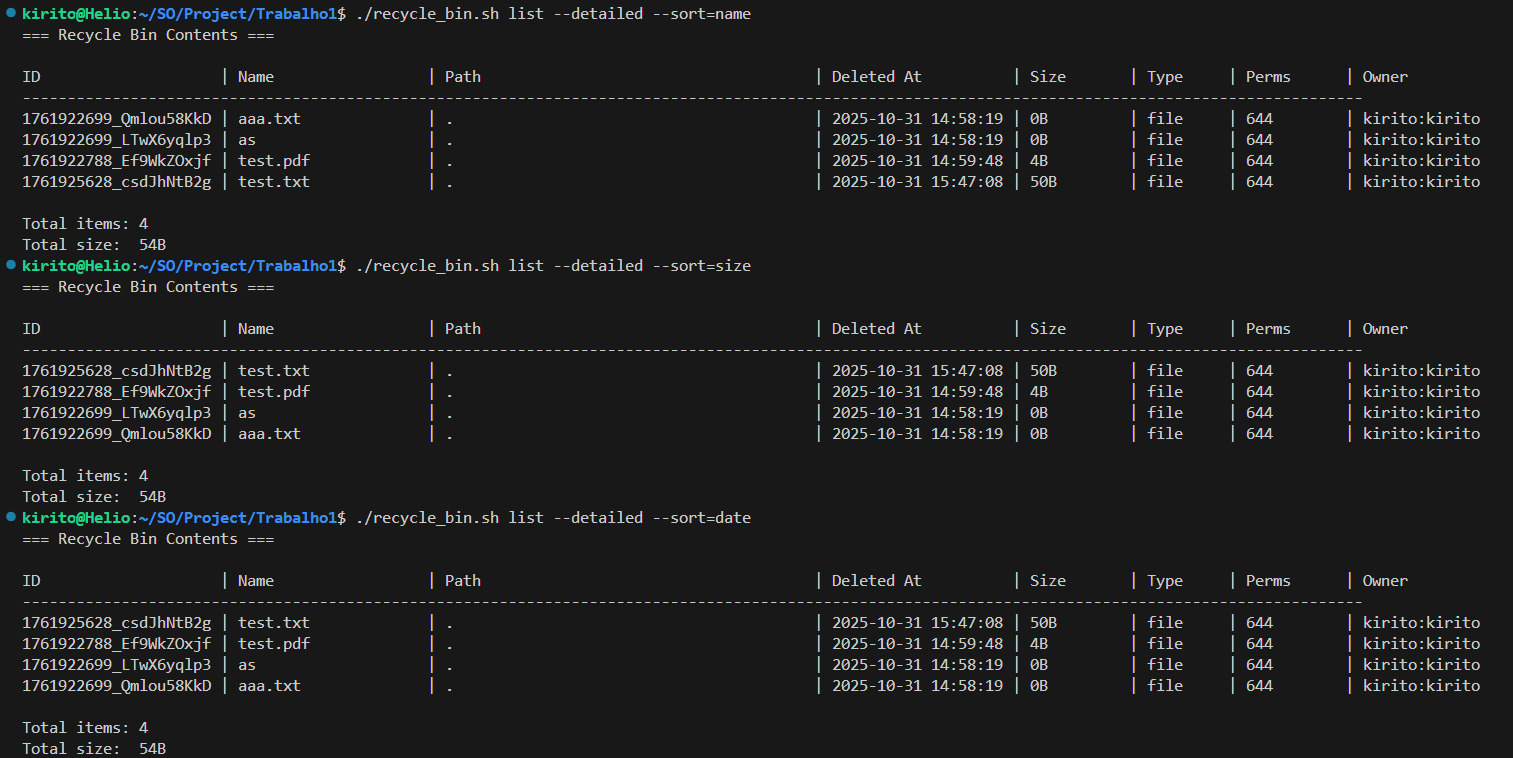 kirito@Helio:~/SO/Project/Trabalho1$ ./recycle_bin.sh list --detailed --sort=name
=== Recycle Bin Contents ===
ID | Name | Path | Deleted At | Size | Type | Perms | Owner
-----------------------------------------------------------------------------------------------------------------------------------------------------
1761922699_Qmlou58KkD | aaa.txt | . | 2025-10-31 14:58:19 | 0B | file | 644 | kirito:kirito
1761922699_LTwX6yqlp3 | as | . | 2025-10-31 14:58:19 | 0B | file | 644 | kirito:kirito
1761922788_Ef9WkZOxjf | test.pdf | . | 2025-10-31 14:59:48 | 4B | file | 644 | kirito:kirito
1761925628_csdJhNtB2g | test.txt | . | 2025-10-31 15:47:08 | 50B | file | 644 | kirito:kirito
Total items: 4
Total size:  54B
kirito@Helio:~/SO/Project/Trabalho1$ ./recycle_bin.sh list --detailed --sort=size
=== Recycle Bin Contents ===
ID | Name | Path | Deleted At | Size | Type | Perms | Owner
-----------------------------------------------------------------------------------------------------------------------------------------------------
1761925628_csdJhNtB2g | test.txt | . | 2025-10-31 15:47:08 | 50B | file | 644 | kirito:kirito
1761922788_Ef9WkZOxjf | test.pdf | . | 2025-10-31 14:59:48 | 4B | file | 644 | kirito:kirito
1761922699_LTwX6yqlp3 | as | . | 2025-10-31 14:58:19 | 0B | file | 644 | kirito:kirito
1761922699_Qmlou58KkD | aaa.txt | . | 2025-10-31 14:58:19 | 0B | file | 644 | kirito:kirito
Total items: 4
Total size:  54B
kirito@Helio:~/SO/Project/Trabalho1$ ./recycle_bin.sh list --detailed --sort=date
=== Recycle Bin Contents ===
ID | Name | Path | Deleted At | Size | Type | Perms | Owner
-----------------------------------------------------------------------------------------------------------------------------------------------------
1761925628_csdJhNtB2g | test.txt | . | 2025-10-31 15:47:08 | 50B | file | 644 | kirito:kirito
1761922788_Ef9WkZOxjf | test.pdf | . | 2025-10-31 14:59:48 | 4B | file | 644 | kirito:kirito
1761922699_LTwX6yqlp3 | as | . | 2025-10-31 14:58:19 | 0B | file | 644 | kirito:kirito
1761922699_Qmlou58KkD | aaa.txt | . | 2025-10-31 14:58:19 | 0B | file | 644 | kirito:kirito
Total items: 4
Total size:  54B